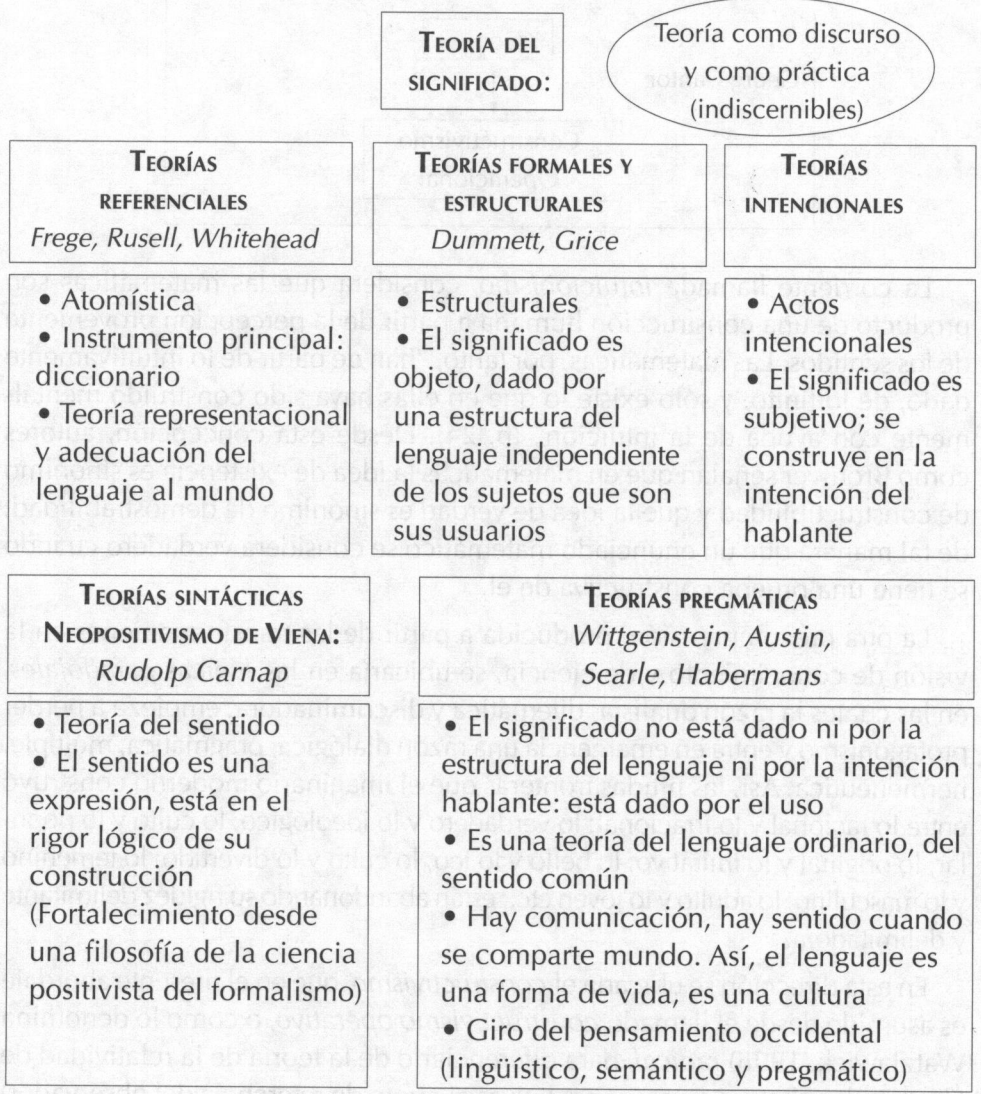 TEORÍA DEL
SIGNIFICADO:
Teoría como discurso
y como práctica
(indiscernibles)
TEORÍAS
REFERENCIALES
Frege, Rusell, Whitehead
TEORÍAS FORMALES Y
ESTRUCTURALES
Dummett, Grice
TEORÍAS
INTENCIONALES
• Atomística
• Instrumento principal:
diccionario
• Teoría representacional
y adecuación del
lenguaje al mundo
• Estructurales
• El significado es
objeto, dado por
una estructura del
lenguaje independiente
de los sujetos que son
sus usuarios
• Actos
intencionales
• El significado es
subjetivo; se
construye en la
intención del
hablante
TEORÍAS SINTÁCTICAS
NEOPOSITIVISMO DE VIENA:
Rudolp Carnap
TEORÍAS PREGMÁTICAS
Wittgenstein, Austin,
Searle, Habermans
• Teoría del sentido
• El sentido es una
expresión, está en el
rigor lógico de su
construcción
(Fortalecimiento desde
una filosofía de la ciencia
positivista de formalismo)
• El significado no está dado ni por la
estructura del lenguaje ni por la intención
hablante: está dado por el uso
• Es una teoría del lenguaje ordinario, del
sentido común
• Hay comunicación, hay sentido cuando
se comparte mundo. Así, el lenguaje es
una forma de vida, es una cultura
• Giro del pensamiento occidental
(lingüístico, semántico y pregmático)